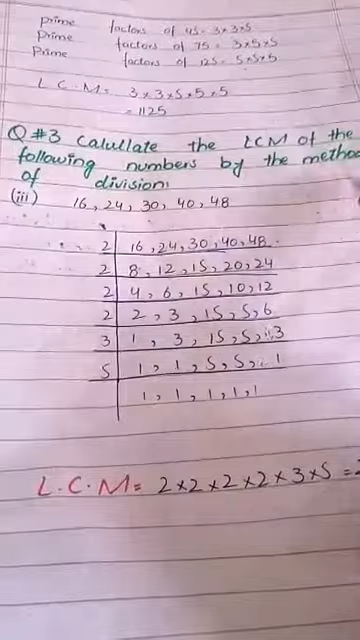 Prime factors of 45 = 3×3×5
Prime factors of 75 = 3×5×5
Prime factors of 125 = 5×5×5
L.C.M = 3×3×5×5×5
= 1125
Q #3 Calullate the LCM of the
following numbers by the method
of division:
(iii) 16, 24, 30, 40, 48
2 | 16, 24, 30, 40, 48
2 | 8, 12, 15, 20, 24
2 | 4, 6, 15, 10, 12
2 | 2, 3, 15, 5, 6
3 | 1, 3, 15, 5, 3
5 | 1, 1, 5, 5, 1
1, 1, 1, 1, 1
L.C.M = 2×2×2×2×3×5 =